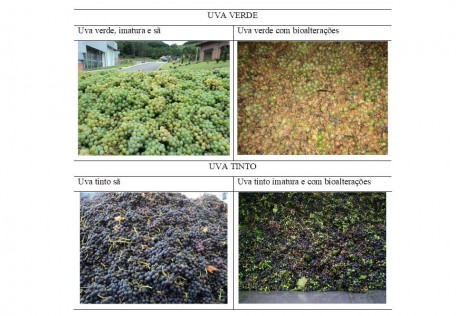 UVA VERDE
Uva verde, imatura e sã
Uva verde com bioalterações
UVA TINTO
Uva tinto sã
Uva tinto imatura e com bioalterações